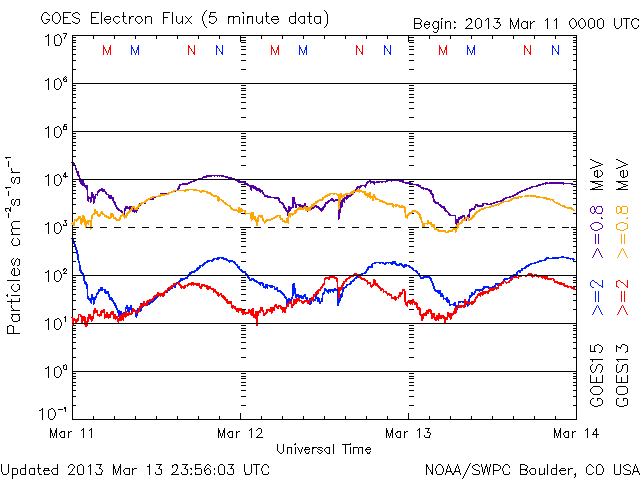 GOES Electron Flux (5 minute data)
Begin: 2013 Mar 11 0000 UTC
M M N N M M N N M M N N
10⁷
10⁶
10⁵
10⁴
10³
10²
10¹
10⁰
10⁻¹
Particles cm⁻²s⁻¹sr⁻¹
Mar 11 Mar 12 Mar 13 Mar 14
Universal Time
GOES15 >=2 >=0.8 MeV
GOES13 >=2 >=0.8 MeV
Updated 2013 Mar 13 23:56:03 UTC
NOAA/SWPC Boulder, CO USA